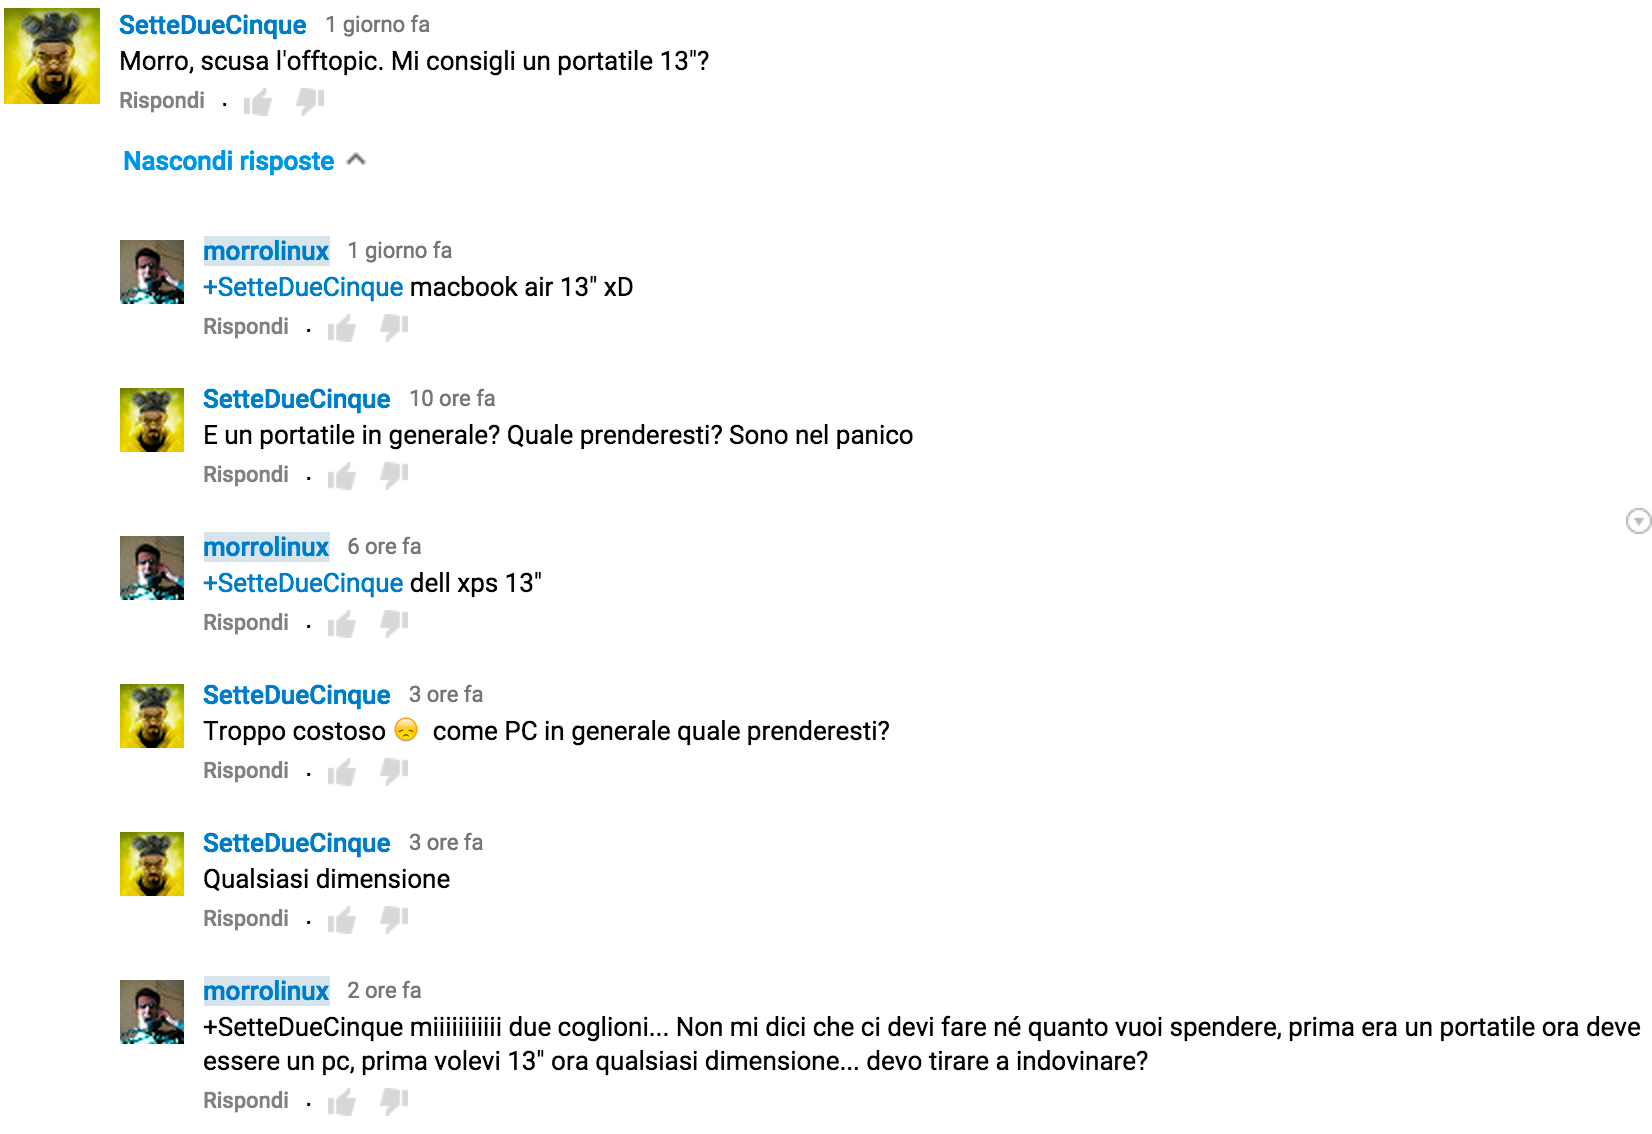 SetteDueCinque 1 giorno fa
Morro, scusa l'offtopic. Mi consigli un portatile 13"?
Rispondi .
Nascondi risposte
morrolinux 1 giorno fa
+SetteDueCinque macbook air 13" xD
Rispondi .
SetteDueCinque 10 ore fa
E un portatile in generale? Quale prenderesti? Sono nel panico
Rispondi .
morrolinux 6 ore fa
+SetteDueCinque dell xps 13"
Rispondi .
SetteDueCinque 3 ore fa
Troppo costoso 😞 come PC in generale quale prenderesti?
Rispondi .
SetteDueCinque 3 ore fa
Qualsiasi dimensione
Rispondi .
morrolinux 2 ore fa
+SetteDueCinque miiiiiiiiiii due coglioni... Non mi dici che ci devi fare né quanto vuoi spendere, prima era un portatile ora deve
essere un pc, prima volevi 13" ora qualsiasi dimensione... devo tirare a indovinare?
Rispondi .